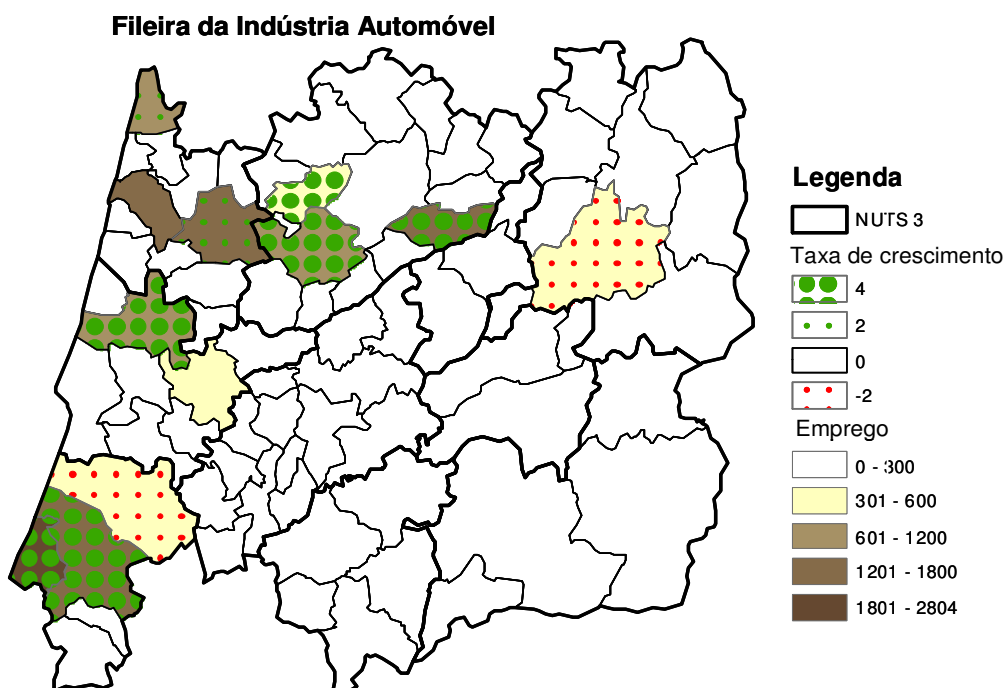 Fileira da Indústria Automóvel
Legenda
NUTS 3
Taxa de crescimento
4
2
0
-2
Emprego
0 - 300
301 - 600
601 - 1200
1201 - 1800
1801 - 2804